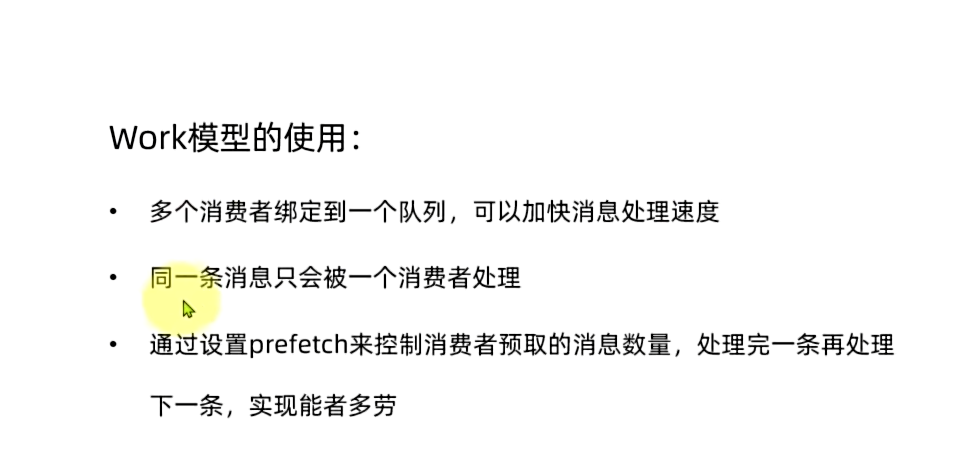 Work模型的使用：
• 多个消费者绑定到一个队列，可以加快消息处理速度
• 同一条消息只会被一个消费者处理
• 通过设置prefetch来控制消费者预取的消息数量，处理完一条再处理
下一条，实现能者多劳